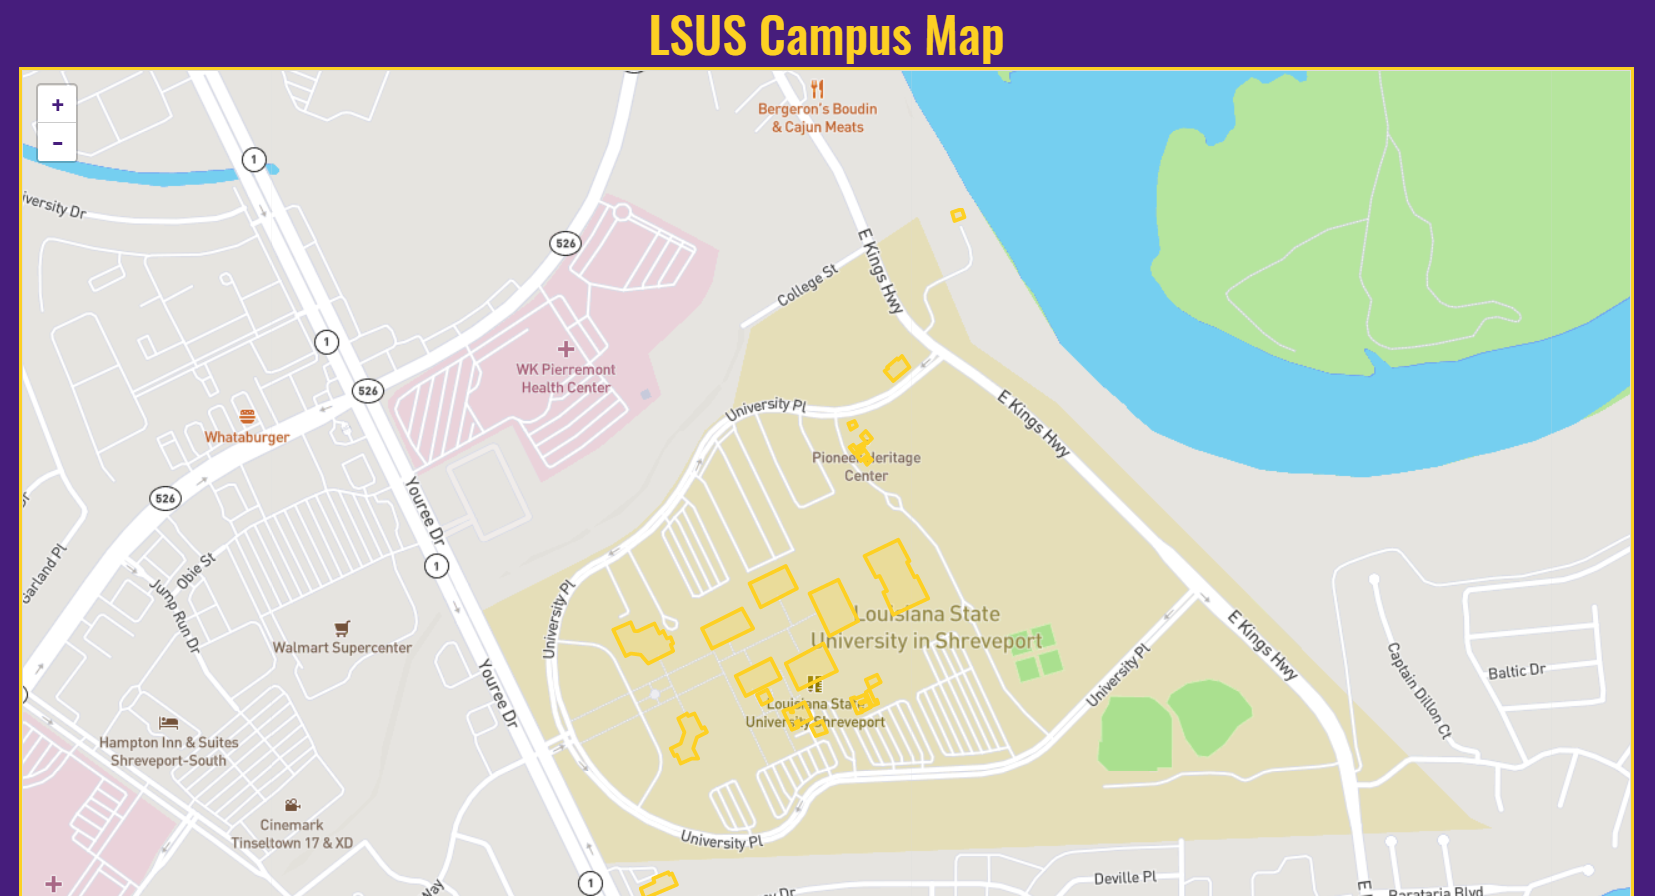 LSUS Campus Map
+
-
Bergeron's Boudin
& Cajun Meats
1
526
E Kings Hwy
College St
1
WK Pierremont
Health Center
526
Whataburger
University Pl
E Kings Hwy
Pioneer Heritage
Center
526
Youree Dr
Garland Pl
Obie St
1
Jump Run Dr
University Pl
Louisiana State
University in Shreveport
Walmart Supercenter
E Kings Hwy
Captain Dillon Ct
Baltic Dr
University Pl
Youree Dr
Louisiana State
University Shreveport
Hampton Inn & Suites
Shreveport-South
Cinemark
Tinseltown 17 & XD
University Pl
1
Deville Pl
Way
Barataria Blvd